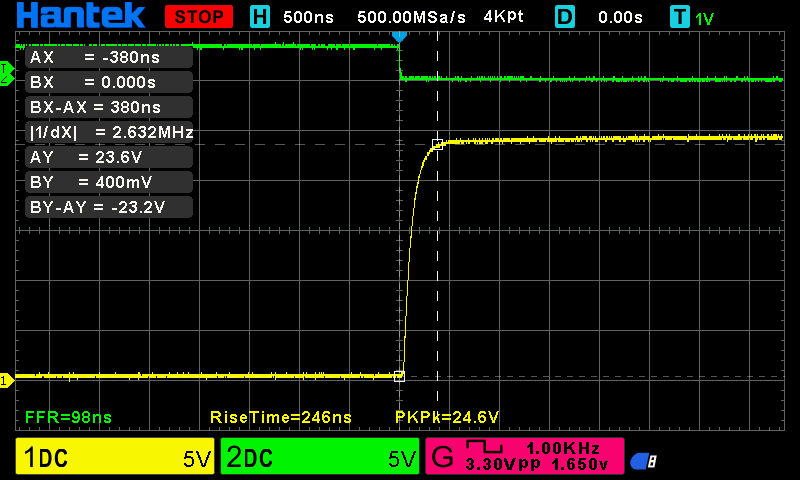 Hantek STOP H 500ns 500.00MSa/s 4Kpt D 0.00s T 1V
T
2
AX = -380ns
BX = 0.000s
BX-AX = 380ns
|1/dX| = 2.632MHz
AY = 23.6V
BY = 400mV
BY-AY = -23.2V
1
FFR=98ns RiseTime=246ns PKPk=24.6V
1DC 5V 2DC 5V G 1.00KHz
3.30Vpp 1.650v